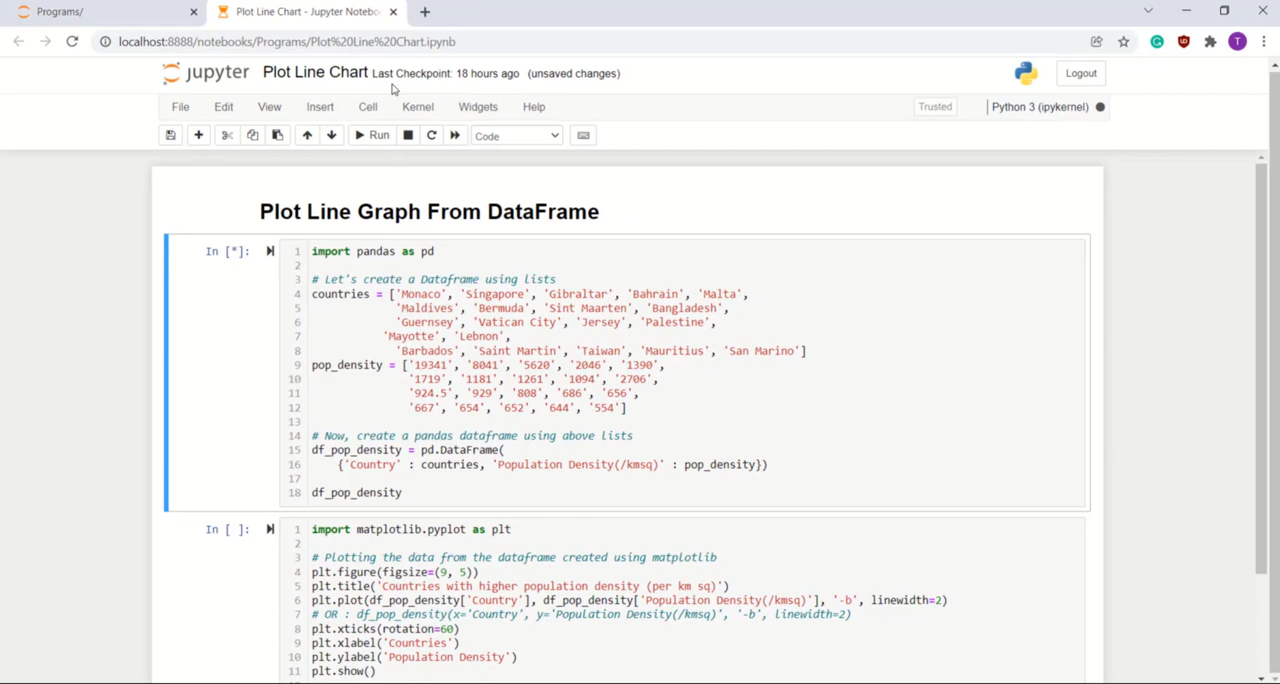 Programs/
Plot Line Chart - Jupyter Notebo
localhost:8888/notebooks/Programs/Plot%20Line%20Chart.ipynb
T
jupyter Plot Line Chart Last Checkpoint: 18 hours ago (unsaved changes)
Logout
File Edit View Insert Cell Kernel Widgets Help
Trusted
Python 3 (ipykernel)
Run
Code
Plot Line Graph From DataFrame
In [*]:
1 import pandas as pd
2
3 # Let's create a Dataframe using lists
4 countries = ['Monaco', 'Singapore', 'Gibraltar', 'Bahrain', 'Malta',
5 'Maldives', 'Bermuda', 'Sint Maarten', 'Bangladesh',
6 'Guernsey', 'Vatican City', 'Jersey', 'Palestine',
7 'Mayotte', 'Lebnon',
8 'Barbados', 'Saint Martin', 'Taiwan', 'Mauritius', 'San Marino']
9 pop_density = ['19341', '8041', '5620', '2046', '1390',
10 '1719', '1181', '1261', '1094', '2706',
11 '924.5', '929', '808', '686', '656',
12 '667', '654', '652', '644', '554']
13
14 # Now, create a pandas dataframe using above lists
15 df_pop_density = pd.DataFrame(
16 {'Country' : countries, 'Population Density(/kmsq)' : pop_density})
17
18 df_pop_density
In [ ]:
1 import matplotlib.pyplot as plt
2
3 # Plotting the data from the dataframe created using matplotlib
4 plt.figure(figsize=(9, 5))
5 plt.title('Countries with higher population density (per km sq)')
6 plt.plot(df_pop_density['Country'], df_pop_density['Population Density(/kmsq)'], '-b', linewidth=2)
7 # OR : df_pop_density(x='Country', y='Population Density(/kmsq)', '-b', linewidth=2)
8 plt.xticks(rotation=60)
9 plt.xlabel('Countries')
10 plt.ylabel('Population Density')
11 plt.show()